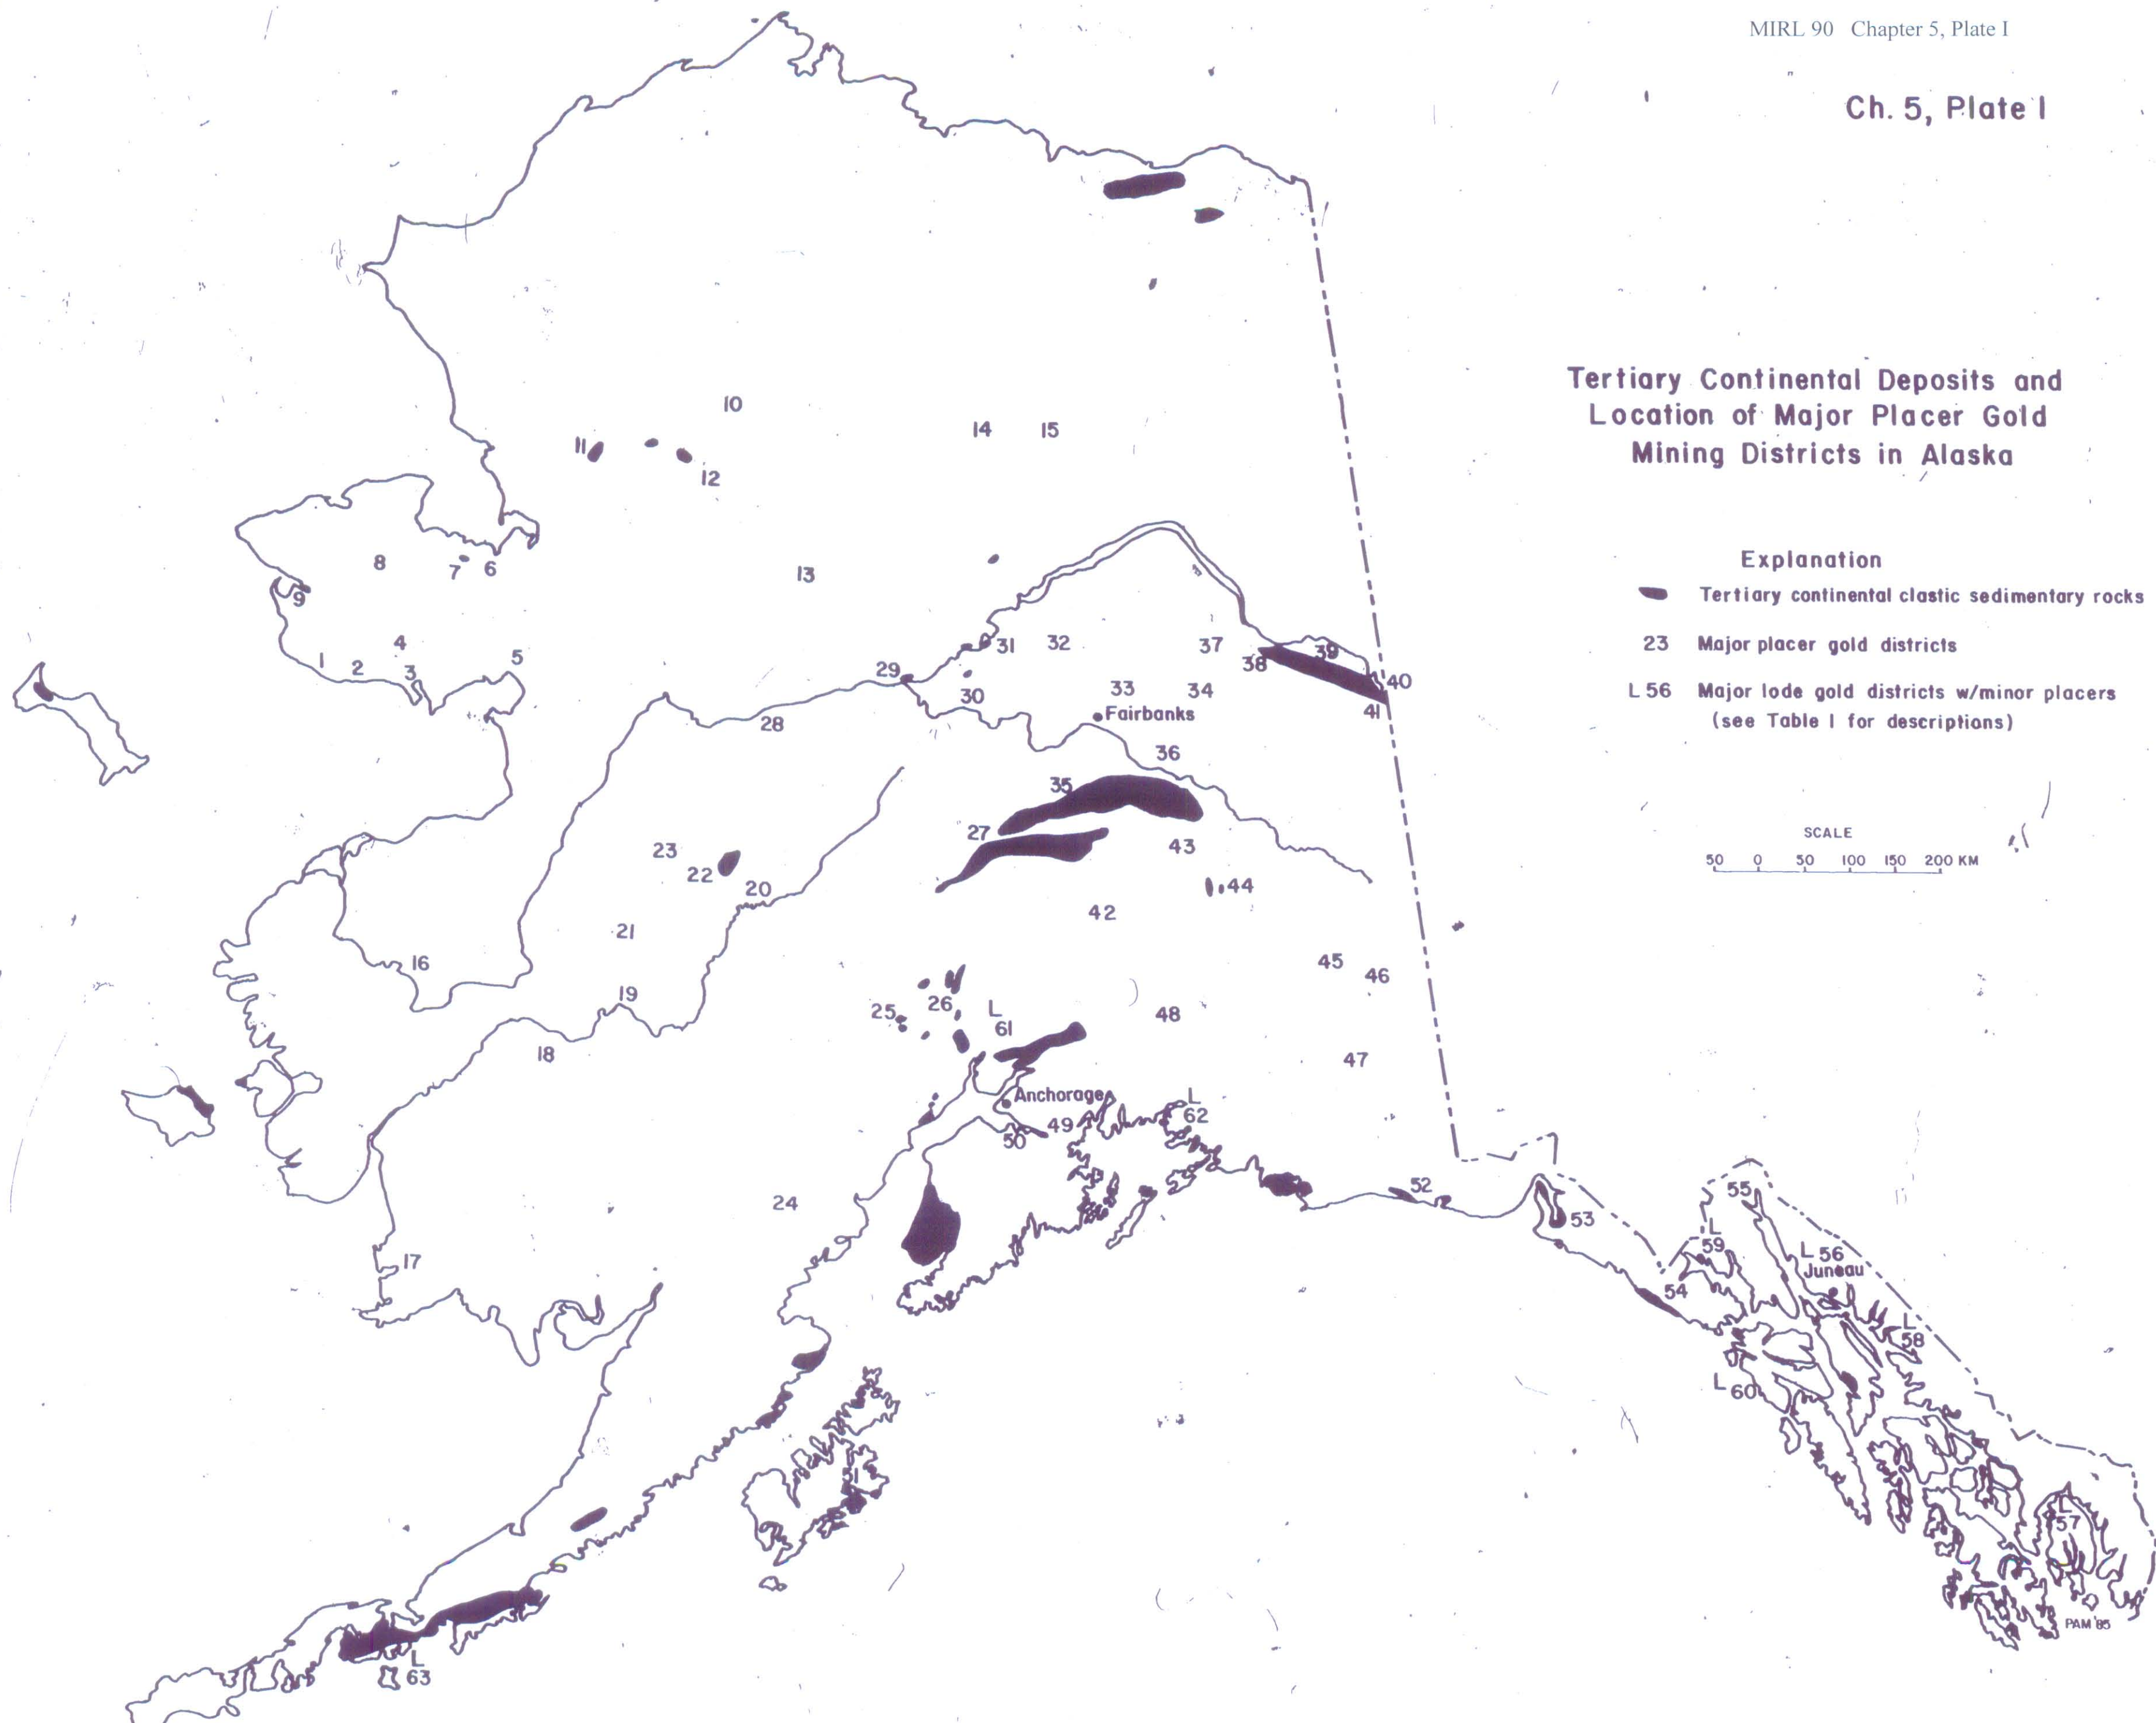 MIRL 90 Chapter 5, Plate I
Ch. 5, Plate I
Tertiary Continental Deposits and
Location of Major Placer Gold
Mining Districts in Alaska
Explanation
Tertiary continental clastic sedimentary rocks
23 Major placer gold districts
L 56 Major lode gold districts w/minor placers
(see Table I for descriptions)
SCALE
50 0 50 100 150 200 KM
10
11
12
14 15
8
7 6
9
13
4
1 2 3 5
31 32 37 38 39
29 30 33 34 40
28 41
Fairbanks
36
35
27
43
23
22
20
44
42
21
16
45 46
19
25 26 L
61
48
18
47
Anchorage
49
50
L
62
24
52
53
55
17
L
59
L 56
Juneau
54
L
58
L 60
51
L
57
PAM '85
L
63